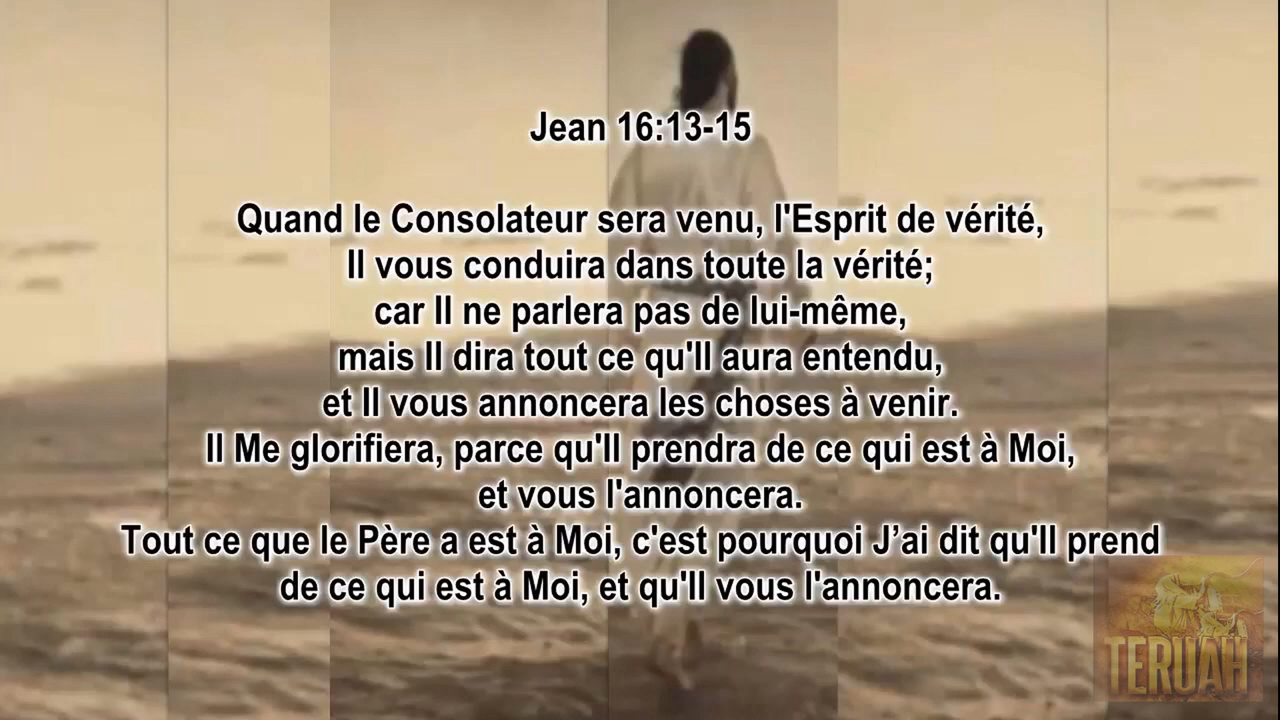 Jean 16:13-15
Quand le Consolateur sera venu, l'Esprit de vérité,
Il vous conduira dans toute la vérité;
car Il ne parlera pas de lui-même,
mais Il dira tout ce qu'Il aura entendu,
et Il vous annoncera les choses à venir.
Il Me glorifiera, parce qu'Il prendra de ce qui est à Moi,
et vous l'annoncera.
Tout ce que le Père a est à Moi, c'est pourquoi J’ai dit qu'Il prend
de ce qui est à Moi, et qu'Il vous l'annoncera.
TERUAH